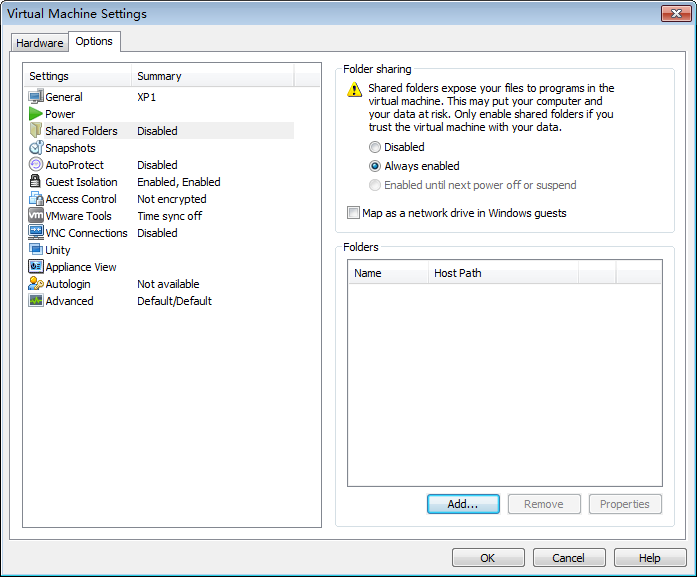 Virtual Machine Settings
Hardware
Options
Settings Summary
General XP1
Power
Shared Folders Disabled
Snapshots
AutoProtect Disabled
Guest Isolation Enabled, Enabled
Access Control Not encrypted
vm VMware Tools Time sync off
VNC Connections Disabled
Unity
Appliance View
Autologin Not available
Advanced Default/Default
Folder sharing
Shared folders expose your files to programs in the
virtual machine. This may put your computer and
your data at risk. Only enable shared folders if you
trust the virtual machine with your data.
Disabled
Always enabled
Enabled until next power off or suspend
Map as a network drive in Windows guests
Folders
Name Host Path
Add... Remove Properties
OK Cancel Help